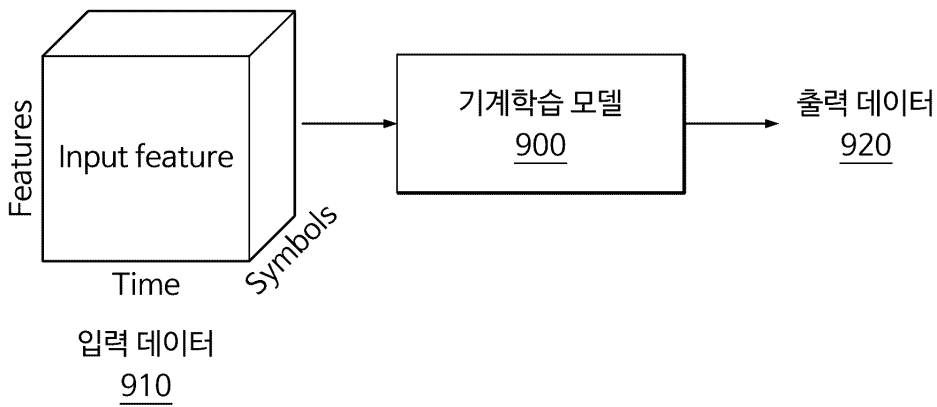 Features
Input feature
Time
Symbols
입력 데이터
910
기계학습 모델
900
출력 데이터
920